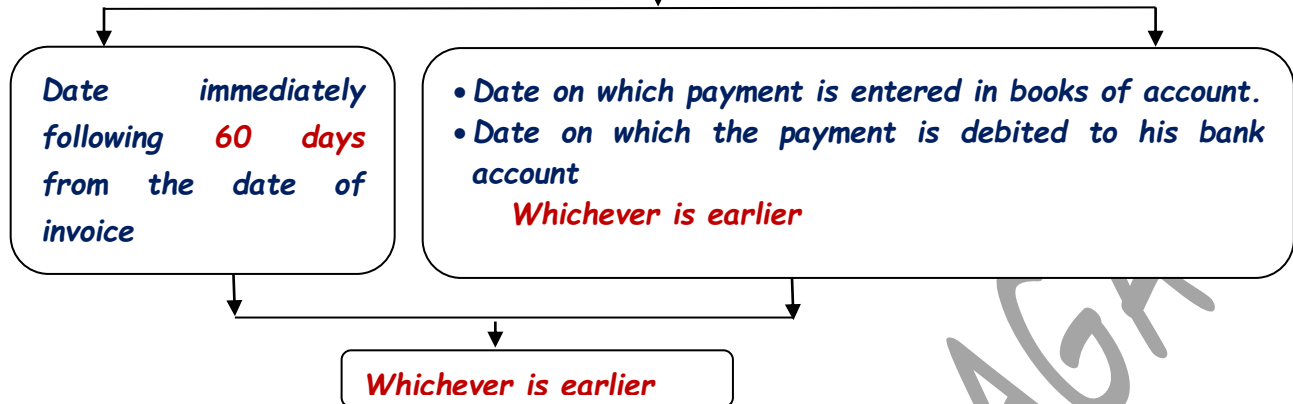 Date immediately
following 60 days
from the date of
invoice
• Date on which payment is entered in books of account.
• Date on which the payment is debited to his bank
account
Whichever is earlier
Whichever is earlier